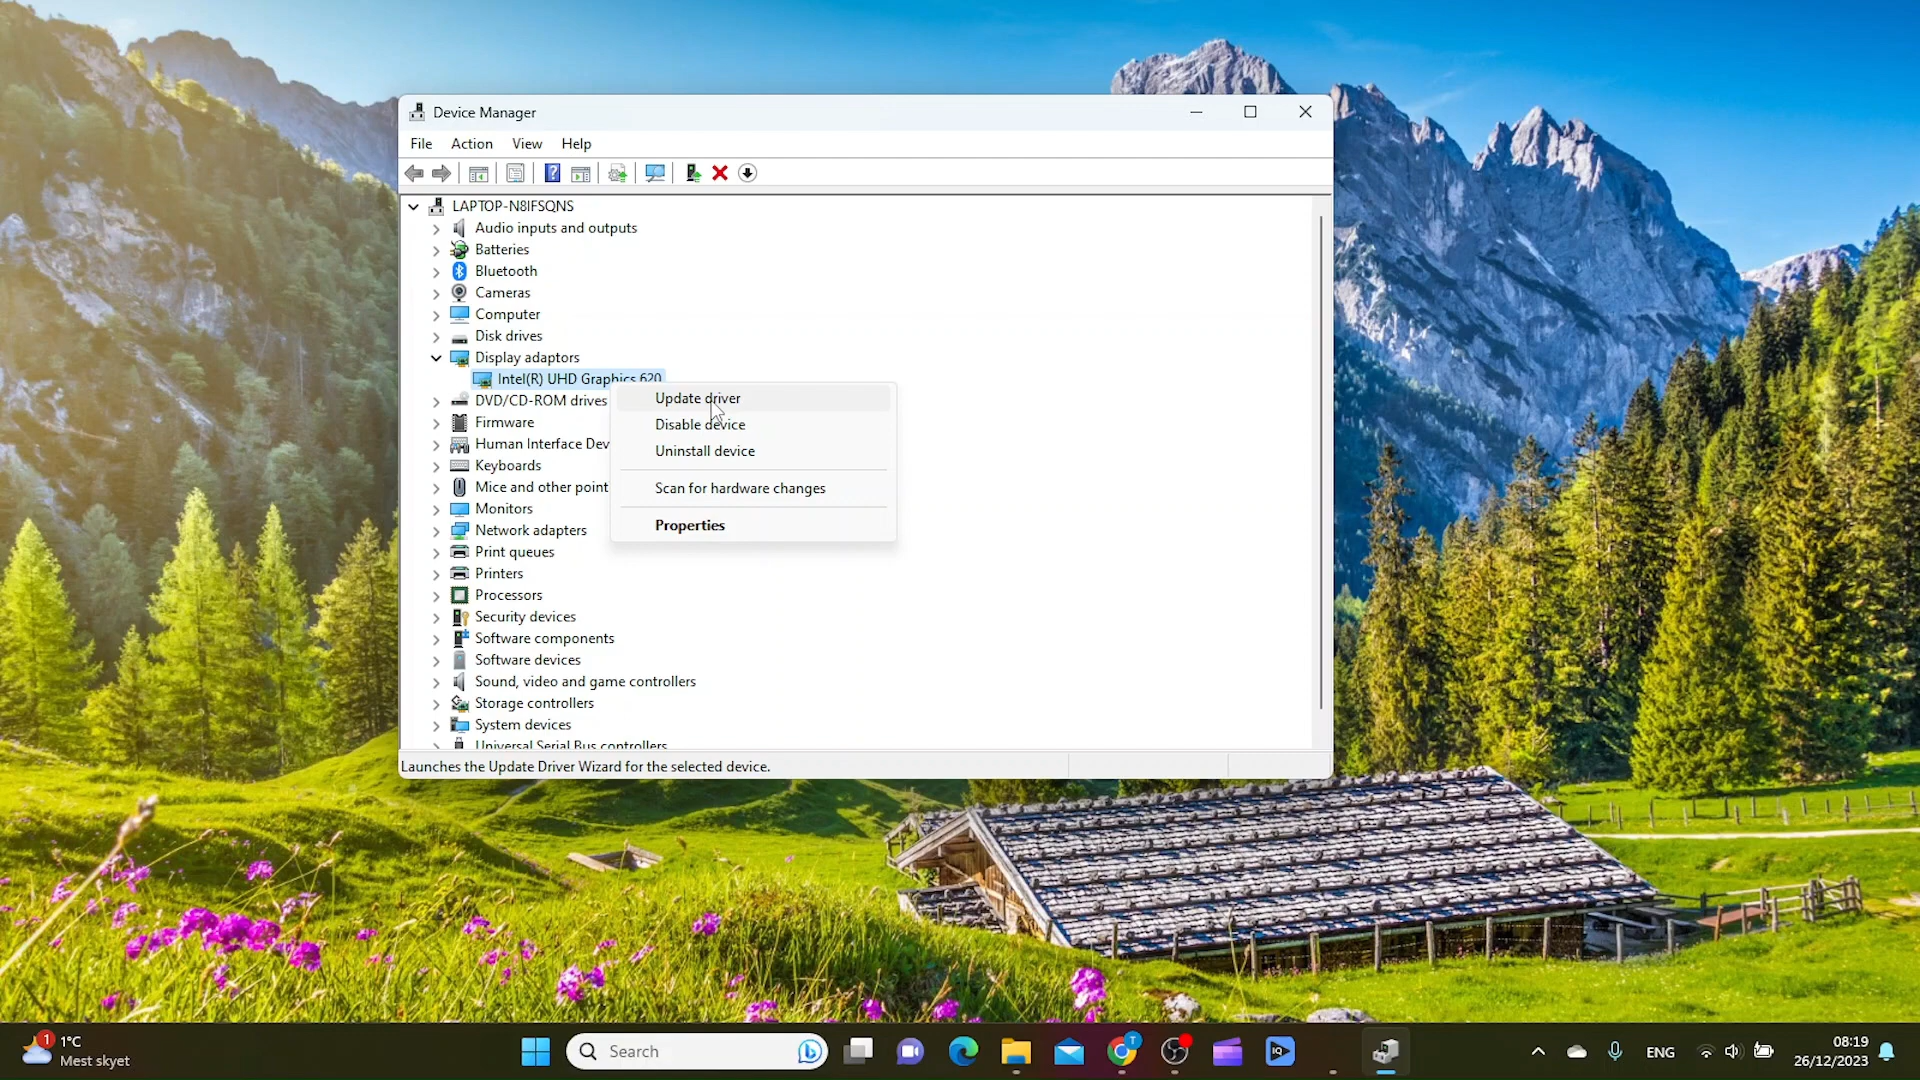 Device Manager
File Action View Help
LAPTOP-N8IFSQNS
Audio inputs and outputs
Batteries
Bluetooth
Cameras
Computer
Disk drives
Display adaptors
Intel(R) UHD Graphics 620
DVD/CD-ROM drives
Firmware
Human Interface Dev
Keyboards
Mice and other point
Monitors
Network adapters
Print queues
Printers
Processors
Security devices
Software components
Software devices
Sound, video and game controllers
Storage controllers
System devices
Universal Serial Bus controllers
Update driver
Disable device
Uninstall device
Scan for hardware changes
Properties
Launches the Update Driver Wizard for the selected device.
1
1°C
Mest skyet
Search
T
IQ
ENG
08:19
26/12/2023